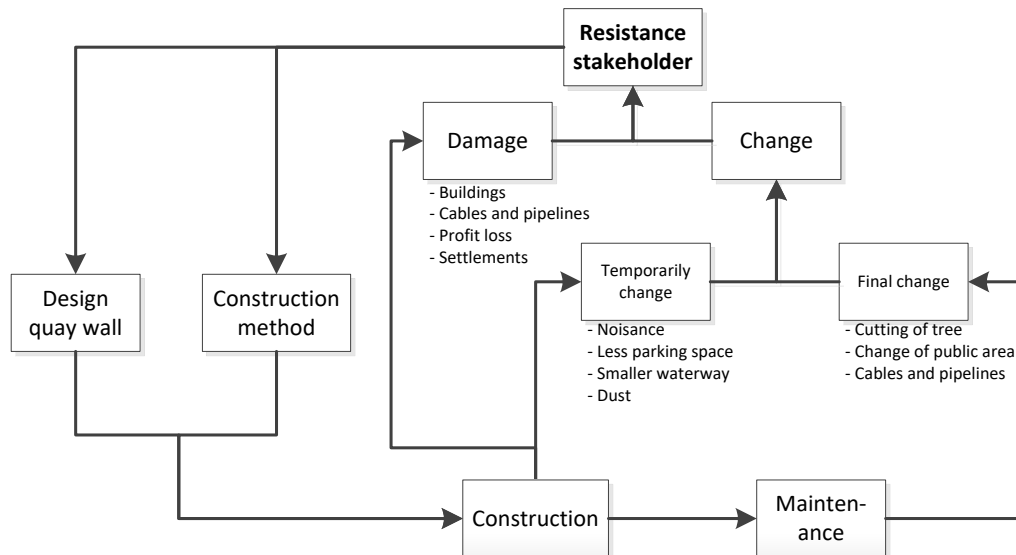 Resistance
stakeholder
Damage
Change
- Buildings
- Cables and pipelines
- Profit loss
- Settlements
Design
quay wall
Construction
method
Temporarily
change
Final change
- Noisance
- Less parking space
- Smaller waterway
- Dust
- Cutting of tree
- Change of public area
- Cables and pipelines
Construction
Mainten-
ance